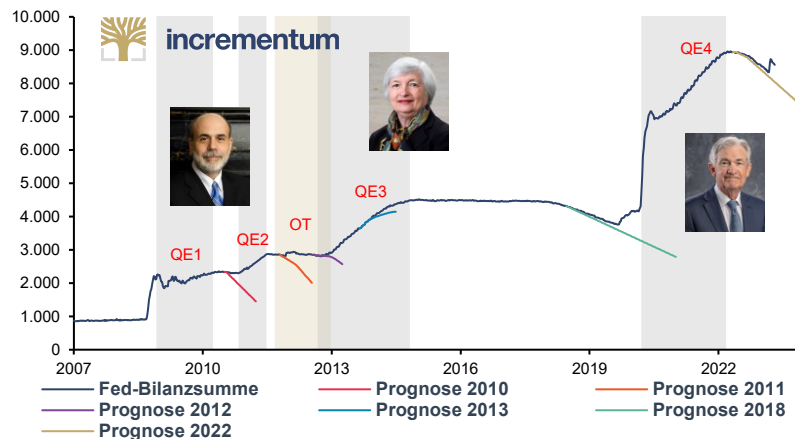 10.000
incrementum
9.000
QE4
8.000
7.000
6.000
5.000
QE3
4.000
OT
QE2
3.000
QE1
2.000
1.000
0
2007 2010 2013 2016 2019 2022
Fed-Bilanzsumme Prognose 2010 Prognose 2011
Prognose 2012 Prognose 2013 Prognose 2018
Prognose 2022